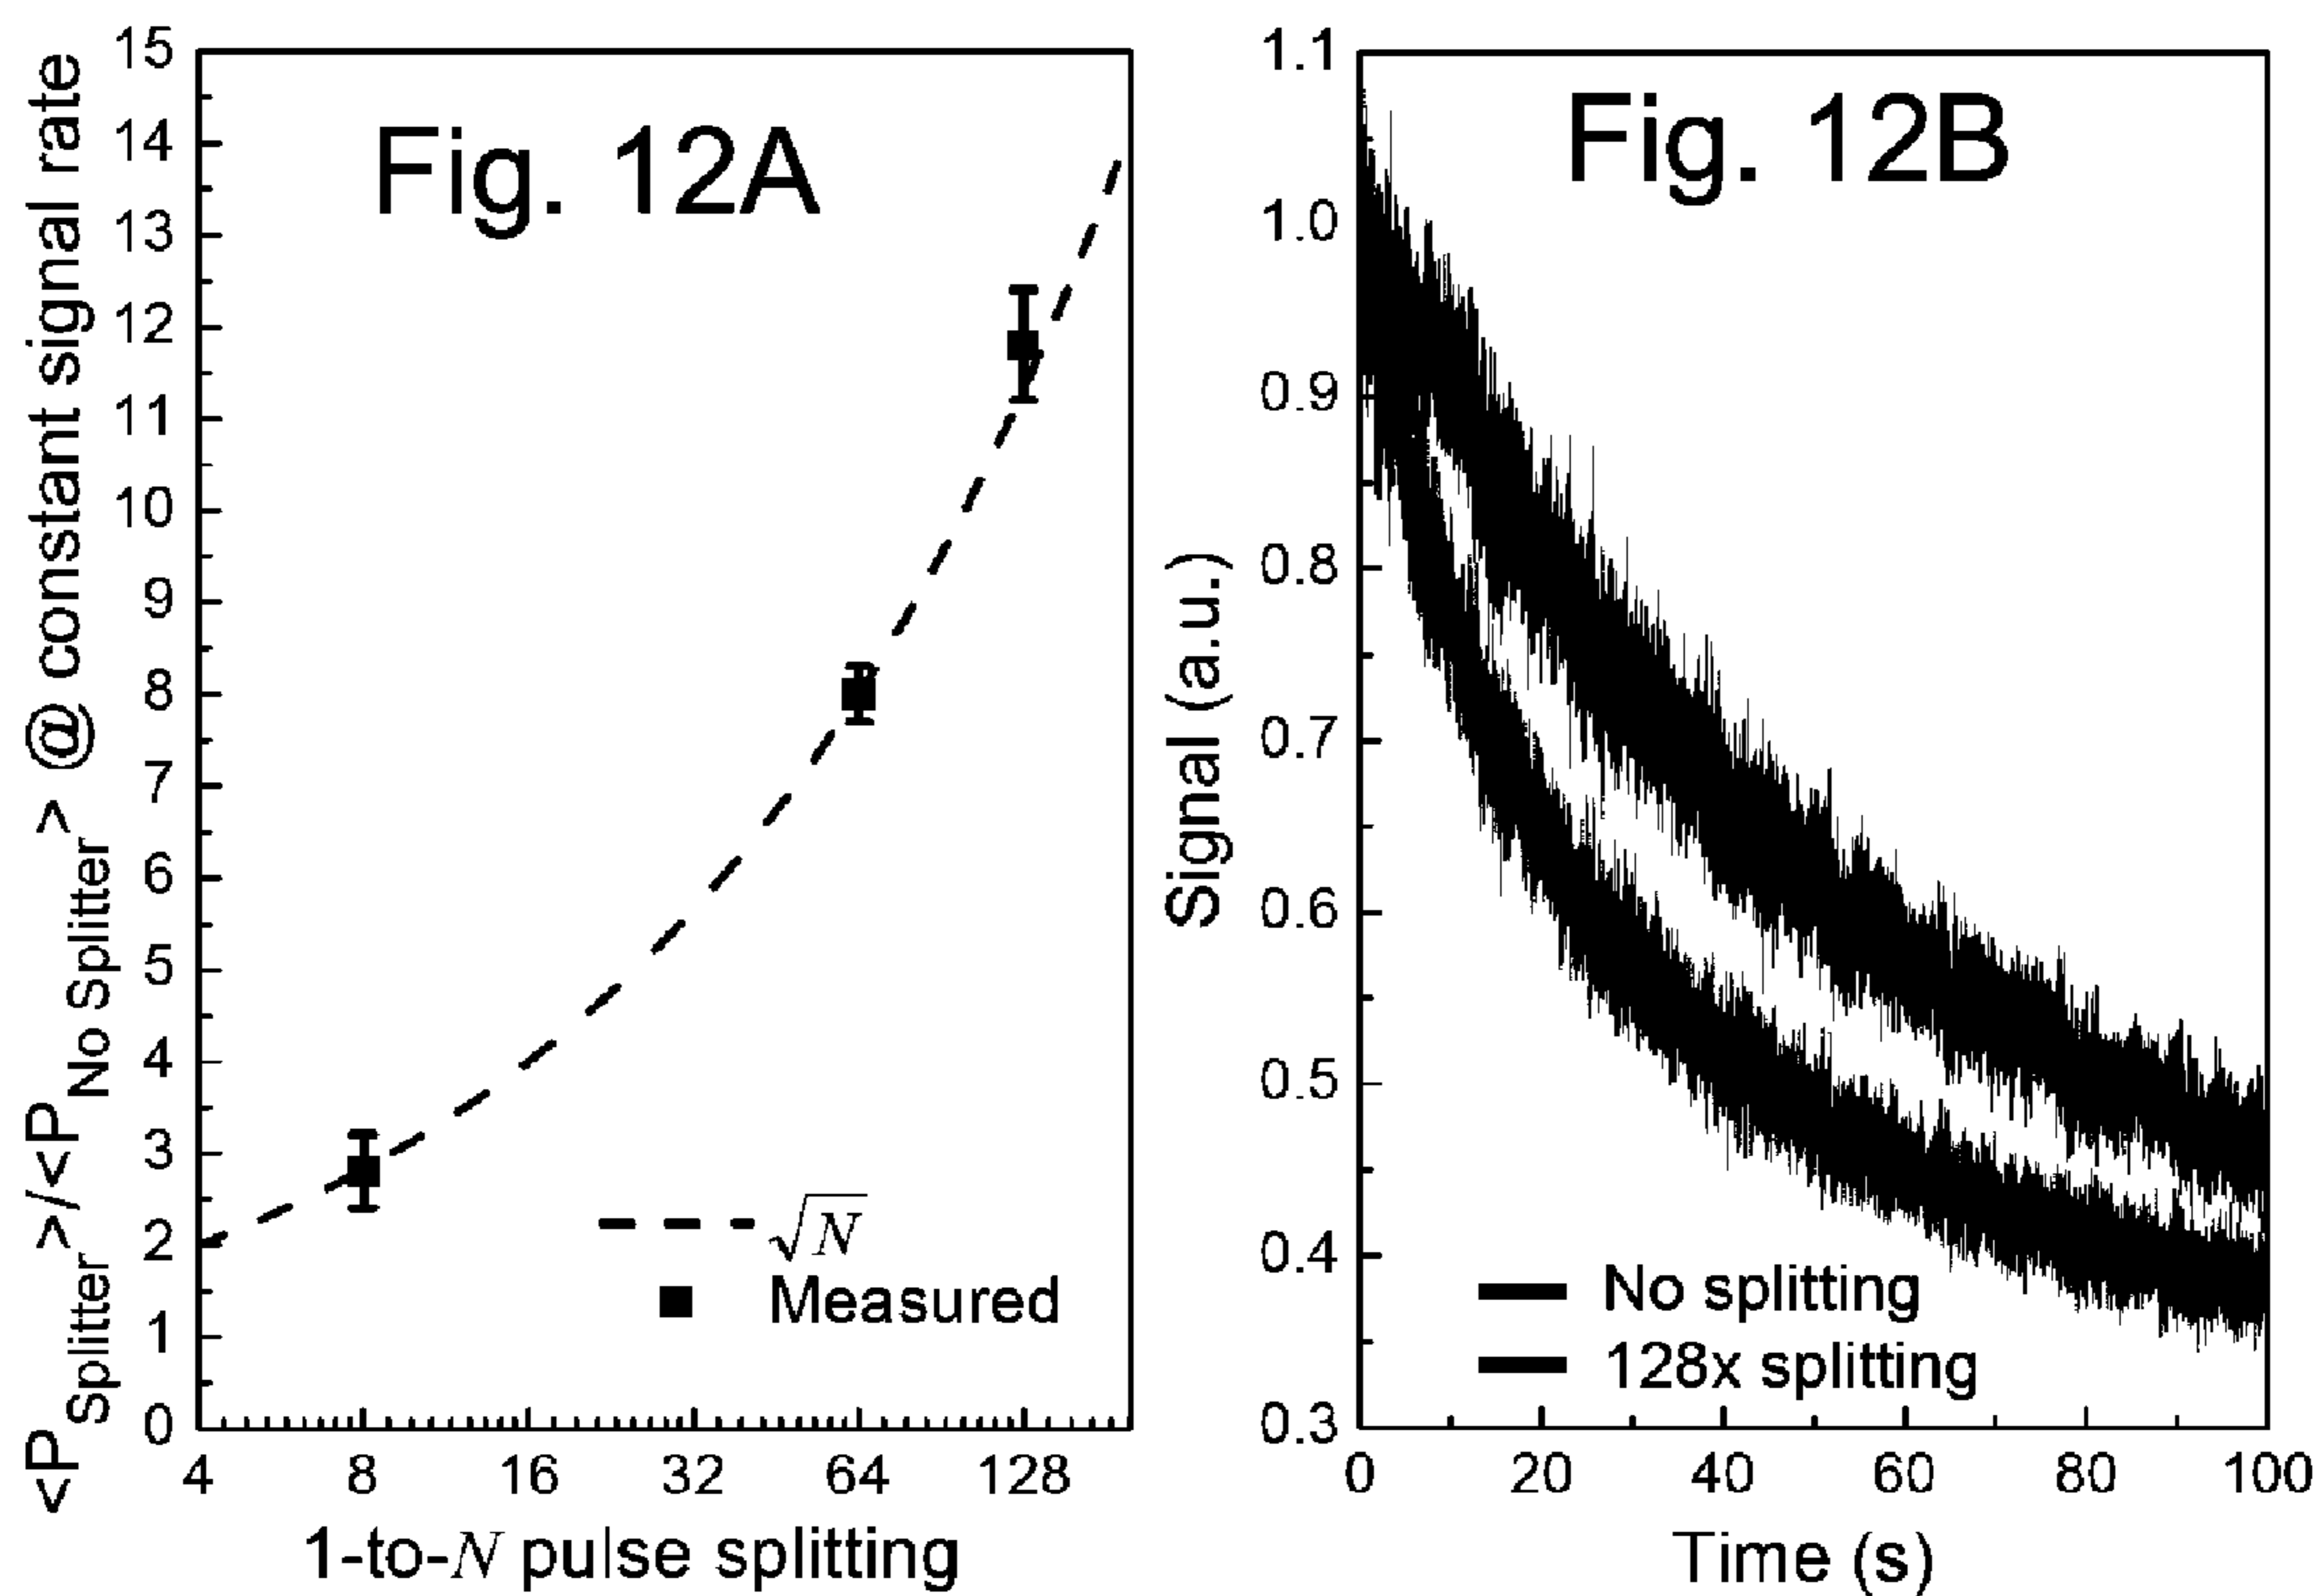 Fig. 12A
<P Splitter >/<P No Splitter > @ constant signal rate
15
14
13
12
11
10
9
8
7
6
5
4
3
2
1
0
√N
Measured
4 8 16 32 64 128
1-to-N pulse splitting
Fig. 12B
Signal (a.u.)
1.1
1.0
0.9
0.8
0.7
0.6
0.5
0.4
0.3
No splitting
128x splitting
0 20 40 60 80 100
Time (s)